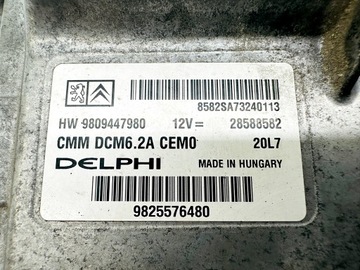 8582SA73240113
HW 9809447980 12V= 28588582
CMM DCM6.2A CEM0 20L7
DELPHI MADE IN HUNGARY
9825576480